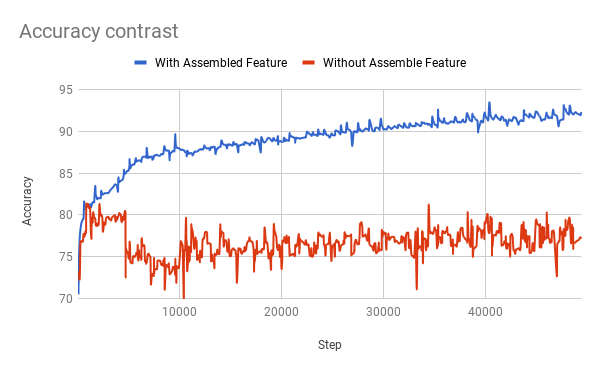 Accuracy contrast
With Assembled Feature Without Assemble Feature
95
90
85
80
75
70
Accuracy
10000 20000 30000 40000
Step